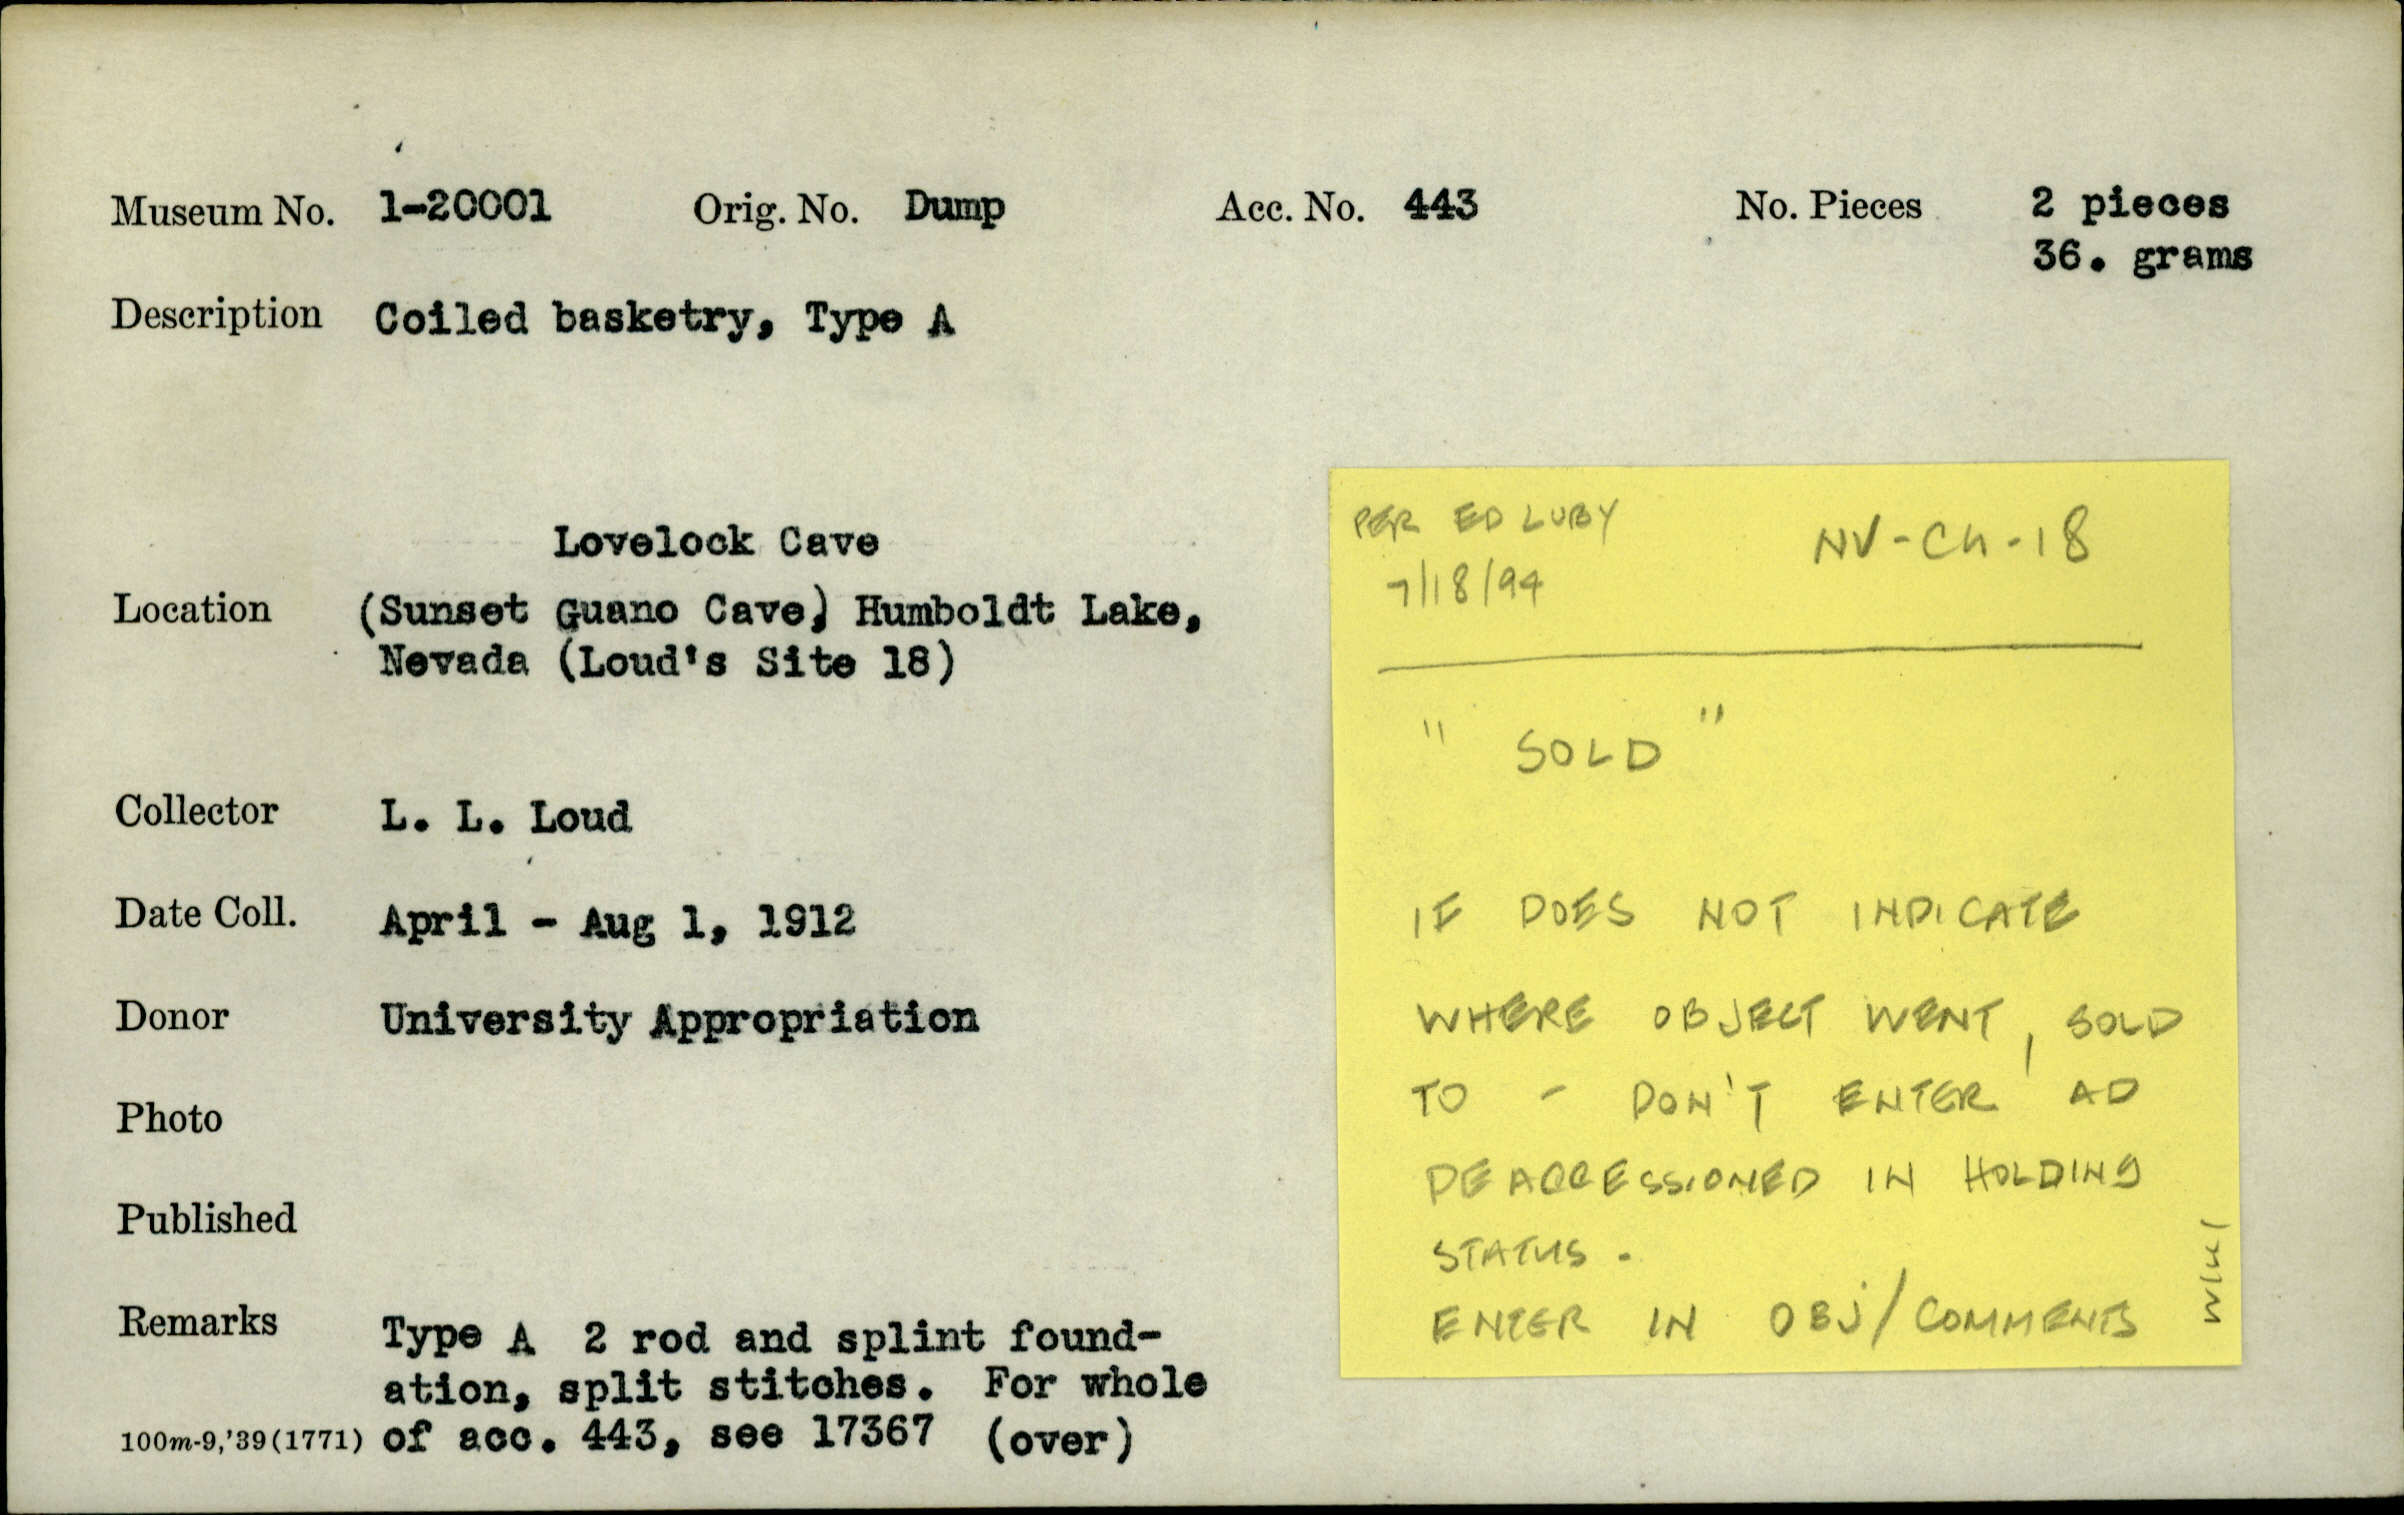 Museum No. 1-20001 Orig. No. Dump Acc. No. 443 No. Pieces 2 pieces
36. grams
Description Coiled basketry, Type A
Lovelock Cave
Location (Sunset Guano Cave) Humboldt Lake,
Nevada (Loud's Site 18)
Collector L. L. Loud
Date Coll. April - Aug 1, 1912
Donor University Appropriation
Photo
Published
Remarks Type A 2 rod and splint found-
ation, split stitches. For whole
100m-9,'39(1771) of acc. 443, see 17367 (over)
PER ED LUBY NV-Ch-18
7/18/94
" SOLD "
IF DOES NOT INDICATE
WHERE OBJECT WENT, SOLD
TO - DON'T ENTER AD
DEACCESSIONED IN HOLDING
STATUS.
ENTER IN OBJ/COMMENTS